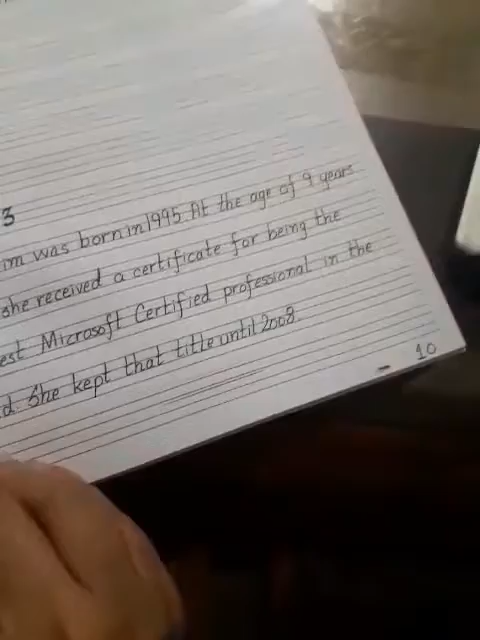 3
im was born in 1995. At the age of 9 years
she received a certificate for being the
est Microsoft Certified professional in the
d. She kept that title until 2008.
10